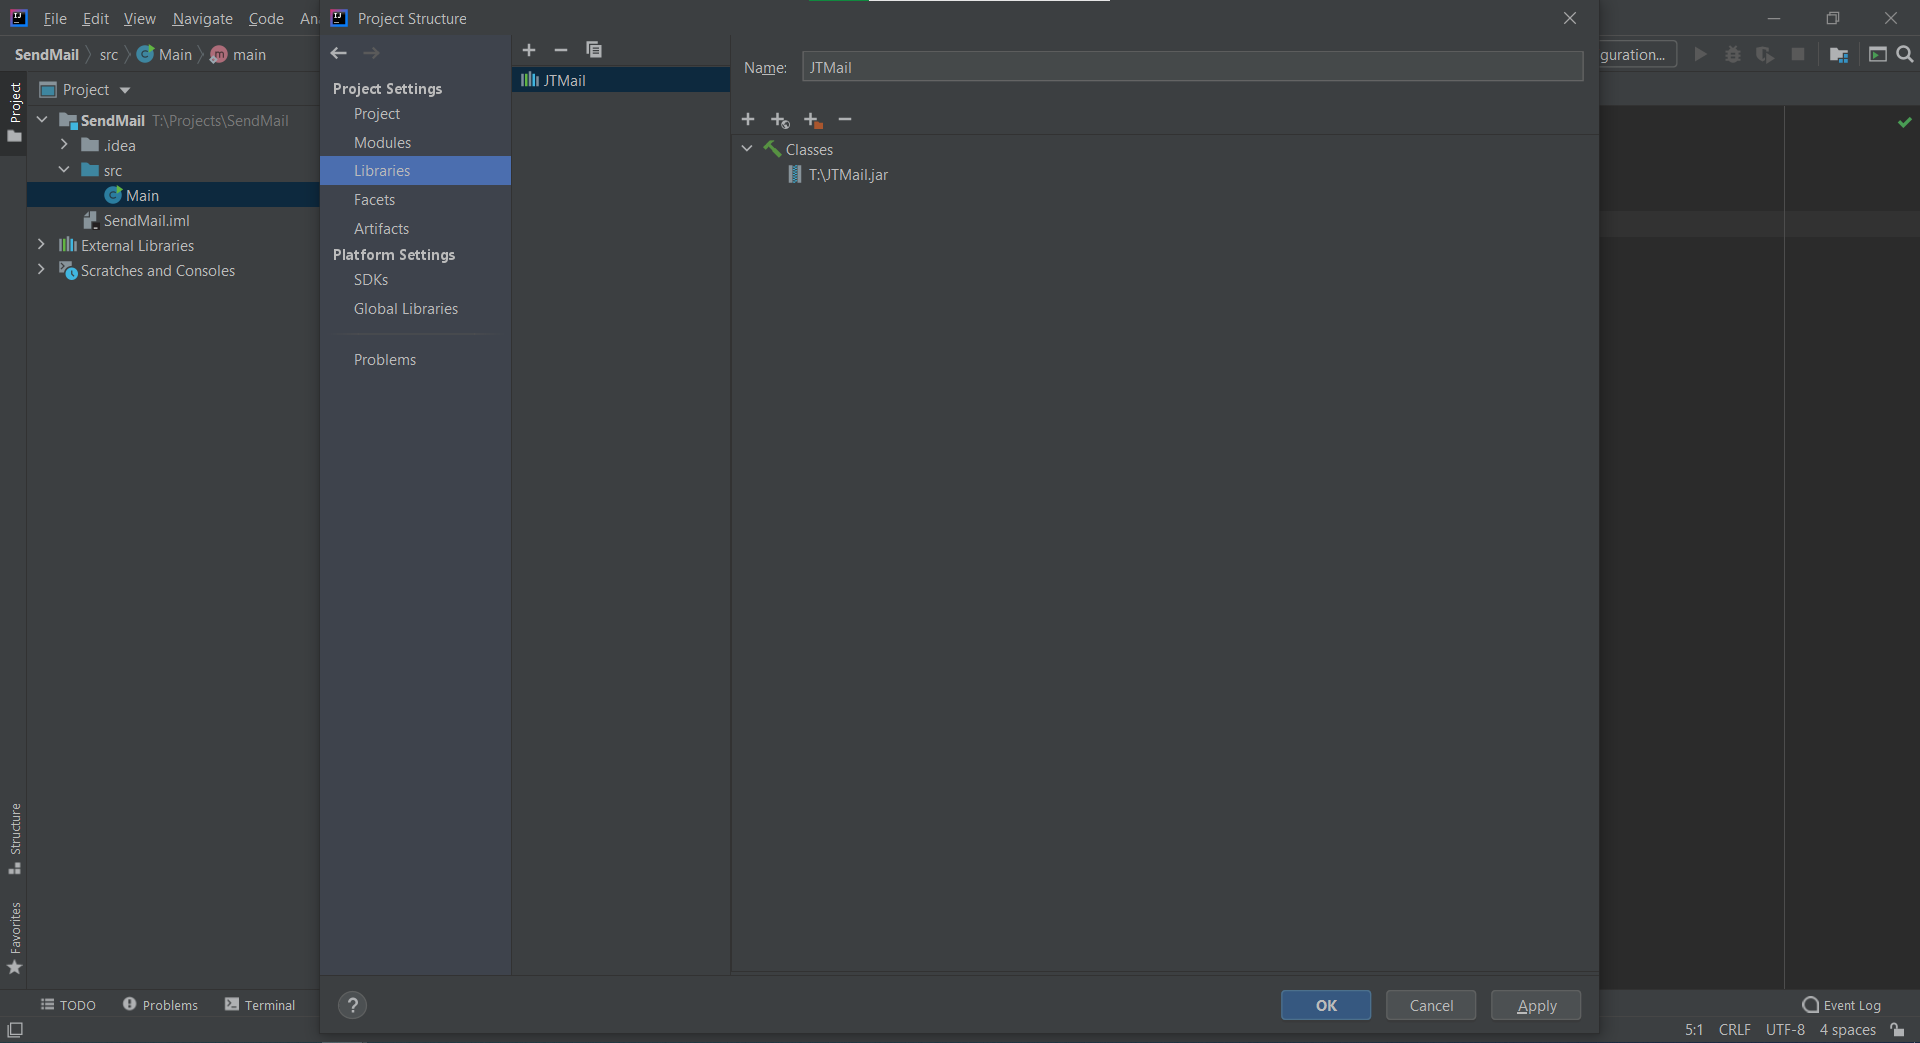 File Edit View Navigate Code An
Project Structure
SendMail src Main main
guration...
Project
Project
SendMail T:\Projects\SendMail
.idea
src
Main
SendMail.iml
External Libraries
Scratches and Consoles
Structure
Favorites
Project Settings
Project
Modules
Libraries
Facets
Artifacts
Platform Settings
SDKs
Global Libraries
Problems
JTMail
Name: JTMail
Classes
T:\JTMail.jar
? OK Cancel Apply
TODO Problems Terminal Event Log
5:1 CRLF UTF-8 4 spaces